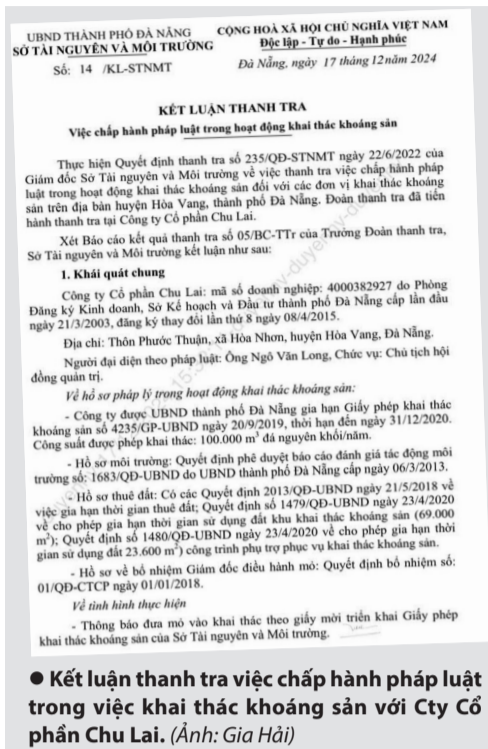 UBND THÀNH PHỐ ĐÀ NẴNG
SỞ TÀI NGUYÊN VÀ MÔI TRƯỜNG
Số: 14 /KL-STNMT
CỘNG HOÀ XÃ HỘI CHỦ NGHĨA VIỆT NAM
Độc lập - Tự do - Hạnh phúc
Đà Nẵng, ngày 17 tháng 12 năm 2024
KẾT LUẬN THANH TRA
Việc chấp hành pháp luật trong hoạt động khai thác khoáng sản
Thực hiện Quyết định thanh tra số 235/QĐ-STNMT ngày 22/6/2022 của
Giám đốc Sở Tài nguyên và Môi trường về việc thanh tra việc chấp hành pháp
luật trong hoạt động khai thác khoáng sản đối với các đơn vị khai thác khoáng
sản trên địa bàn huyện Hòa Vang, thành phố Đà Nẵng. Đoàn thanh tra đã tiến
hành thanh tra tại Công ty Cổ phần Chu Lai.
Xét Báo cáo kết quả thanh tra số 05/BC-TTr của Trưởng Đoàn thanh tra,
Sở Tài nguyên và Môi trường kết luận như sau:
1. Khái quát chung
Công ty Cổ phần Chu Lai: mã số doanh nghiệp: 4000382927 do Phòng
Đăng ký Kinh doanh, Sở Kế hoạch và Đầu tư thành phố Đà Nẵng cấp lần đầu
ngày 21/3/2003, đăng ký thay đổi lần thứ 8 ngày 08/4/2015.
Địa chỉ: Thôn Phước Thuận, xã Hòa Nhơn, huyện Hòa Vang, Đà Nẵng.
Người đại diện theo pháp luật: Ông Ngô Văn Long, Chức vụ: Chủ tịch hội
đồng quản trị.
Về hồ sơ pháp lý trong hoạt động khai thác khoáng sản:
- Công ty được UBND thành phố Đà Nẵng gia hạn Giấy phép khai thác
khoáng sản số 4235/GP-UBND ngày 20/9/2019, thời hạn đến ngày 31/12/2020.
Công suất được phép khai thác: 100.000 m³ đá nguyên khối/năm.
- Hồ sơ môi trường: Quyết định phê duyệt báo cáo đánh giá tác động môi
trường số: 1683/QĐ-UBND do UBND thành phố Đà Nẵng cấp ngày 06/3/2013.
- Hồ sơ thuê đất: Có các Quyết định 2013/QĐ-UBND ngày 21/5/2018 về
việc gia hạn thời gian thuê đất; Quyết định số 1479/QĐ-UBND ngày 23/4/2020
về cho phép gia hạn thời gian sử dụng đất khu khai thác khoáng sản (69.000
m²); Quyết định số 1480/QĐ-UBND ngày 23/4/2020 về cho phép gia hạn thời
gian sử dụng đất 23.600 m²) công trình phụ trợ phục vụ khai thác khoáng sản.
- Hồ sơ về bổ nhiệm Giám đốc điều hành mỏ: Quyết định bổ nhiệm số:
01/QĐ-CTCP ngày 01/01/2018.
Về tình hình thực hiện
- Thông báo đưa mỏ vào khai thác theo giấy mời triển khai Giấy phép
khai thác khoáng sản của Sở Tài nguyên và Môi trường.
● Kết luận thanh tra việc chấp hành pháp luật
trong việc khai thác khoáng sản với Cty Cổ
phần Chu Lai. (Ảnh: Gia Hải)